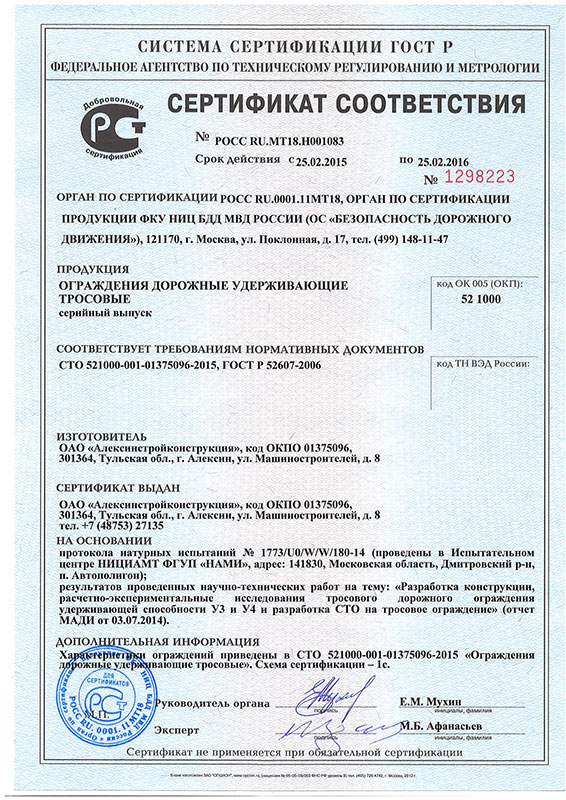 СИСТЕМА СЕРТИФИКАЦИИ ГОСТ Р
ФЕДЕРАЛЬНОЕ АГЕНТСТВО ПО ТЕХНИЧЕСКОМУ РЕГУЛИРОВАНИЮ И МЕТРОЛОГИИ
Добровольная
РСТ
сертификация
СЕРТИФИКАТ СООТВЕТСТВИЯ
№ РОСС RU.МТ18.Н001083
Срок действия с 25.02.2015 по 25.02.2016
№ 1298223
ОРГАН ПО СЕРТИФИКАЦИИ РОСС RU.0001.11МТ18, ОРГАН ПО СЕРТИФИКАЦИИ
ПРОДУКЦИИ ФКУ НИЦ БДД МВД РОССИИ (ОС «БЕЗОПАСНОСТЬ ДОРОЖНОГО
ДВИЖЕНИЯ»), 121170, г. Москва, ул. Поклонная, д. 17, тел. (499) 148-11-47
ПРОДУКЦИЯ
ОГРАЖДЕНИЯ ДОРОЖНЫЕ УДЕРЖИВАЮЩИЕ
ТРОСОВЫЕ
серийный выпуск
код ОК 005 (ОКП):
52 1000
СООТВЕТСТВУЕТ ТРЕБОВАНИЯМ НОРМАТИВНЫХ ДОКУМЕНТОВ
СТО 521000-001-01375096-2015, ГОСТ Р 52607-2006
код ТН ВЭД России:
ИЗГОТОВИТЕЛЬ
ОАО «Алексинстройконструкция», код ОКПО 01375096,
301364, Тульская обл., г. Алексин, ул. Машиностроителей, д. 8
СЕРТИФИКАТ ВЫДАН
ОАО «Алексинстройконструкция», код ОКПО 01375096,
301364, Тульская обл., г. Алексин, ул. Машиностроителей, д. 8
тел. +7 (48753) 27135
НА ОСНОВАНИИ
протокола натурных испытаний № 1773/U0/W/W/180-14 (проведены в Испытательном
центре НИЦИАМТ ФГУП «НАМИ», адрес: 141830, Московская область, Дмитровский р-н,
п. Автополигон);
результатов проведенных научно-технических работ на тему: «Разработка конструкции,
расчетно-экспериментальные исследования тросового дорожного ограждения
удерживающей способности У3 и У4 и разработка СТО на тросовое ограждение» (отчет
МАДИ от 03.07.2014).
ДОПОЛНИТЕЛЬНАЯ ИНФОРМАЦИЯ
Характеристики ограждений приведены в СТО 521000-001-01375096-2015 «Ограждения
дорожные удерживающие тросовые». Схема сертификации – 1с.
ДЛЯ
СЕРТИФИКАТОВ
РСТ
РОСС RU. 0001. 11 МТ18
М.П.
Руководитель органа
подпись
Е.М. Мухин
инициалы, фамилия
Эксперт
подпись
М.Б. Афанасьев
инициалы, фамилия
Сертификат не применяется при обязательной сертификации